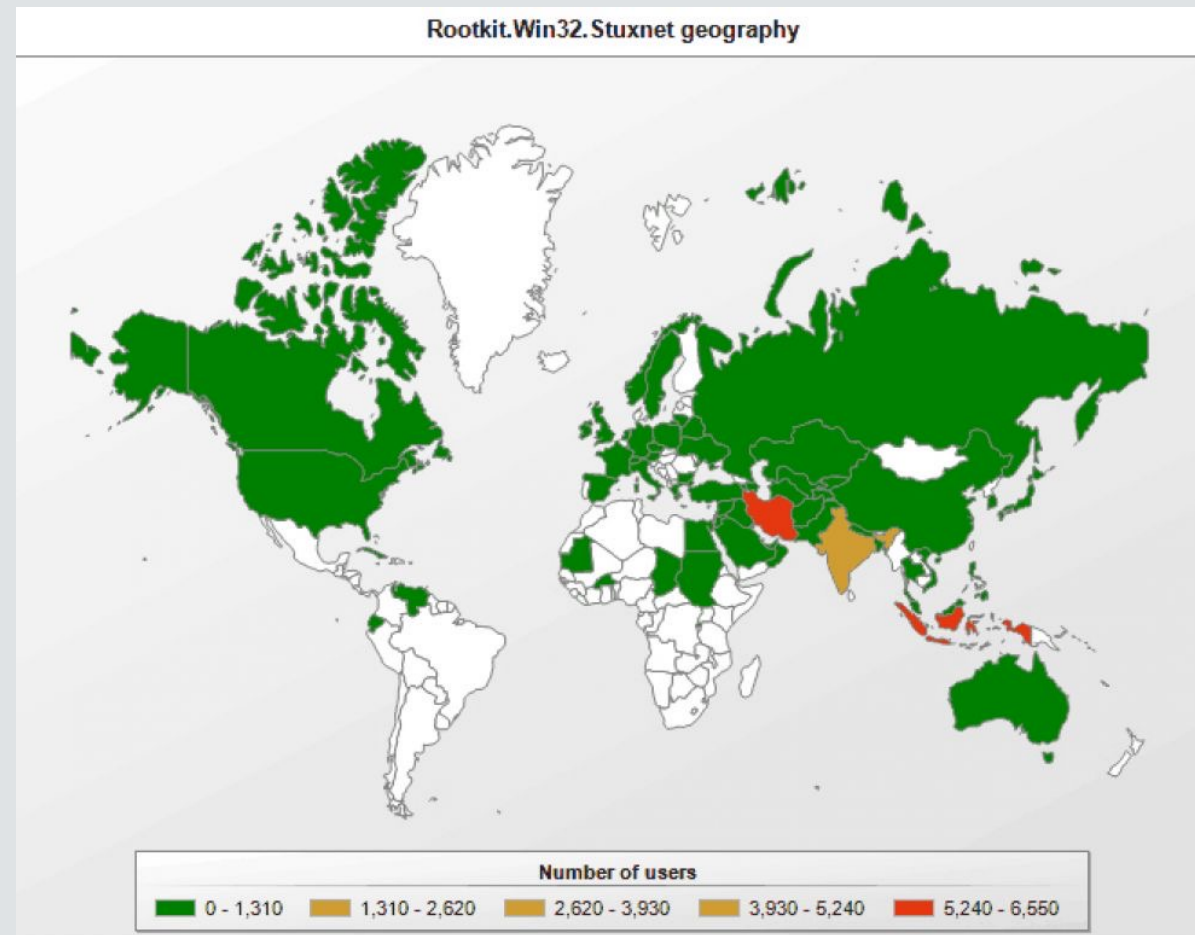 Rootkit.Win32.Stuxnet geography
Number of users
0 - 1,310 1,310 - 2,620 2,620 - 3,930 3,930 - 5,240 5,240 - 6,550